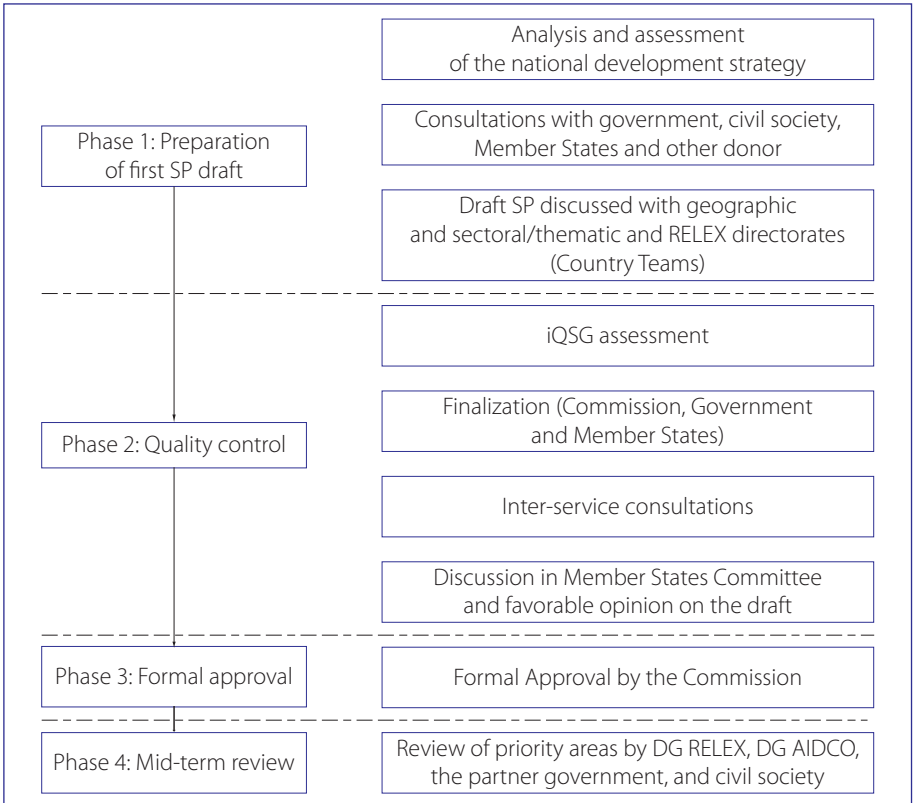 Analysis and assessment
of the national development strategy
Phase 1: Preparation
of first SP draft
Consultations with government, civil society,
Member States and other donor
Draft SP discussed with geographic
and sectoral/thematic and RELEX directorates
(Country Teams)
iQSG assessment
Phase 2: Quality control
Finalization (Commission, Government
and Member States)
Inter-service consultations
Discussion in Member States Committee
and favorable opinion on the draft
Phase 3: Formal approval
Formal Approval by the Commission
Phase 4: Mid-term review
Review of priority areas by DG RELEX, DG AIDCO,
the partner government, and civil society